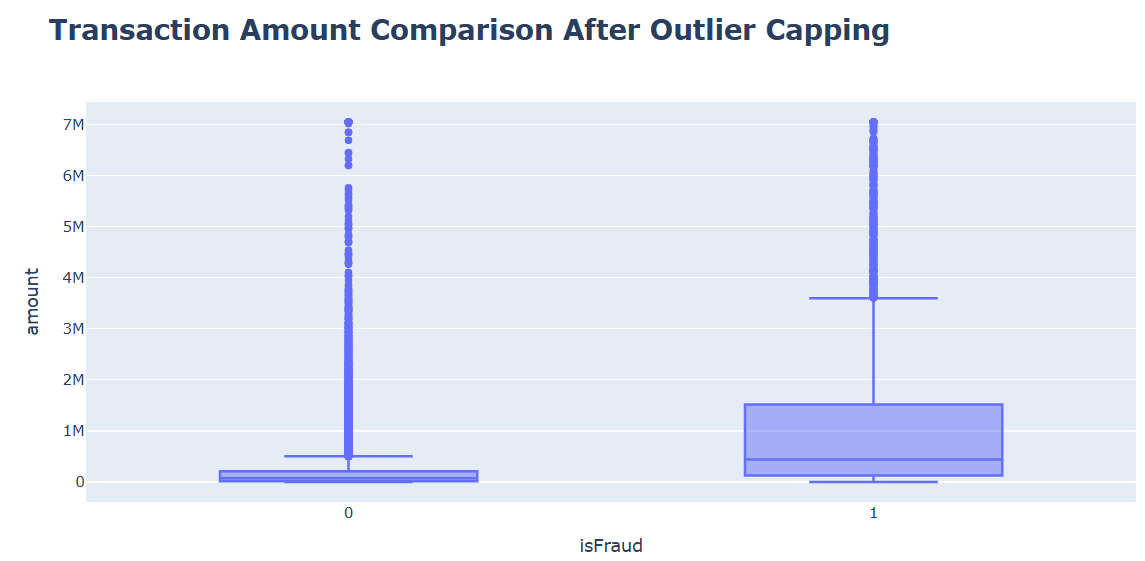 Transaction Amount Comparison After Outlier Capping
7M
6M
5M
4M
3M
2M
1M
0
amount
0
1
isFraud